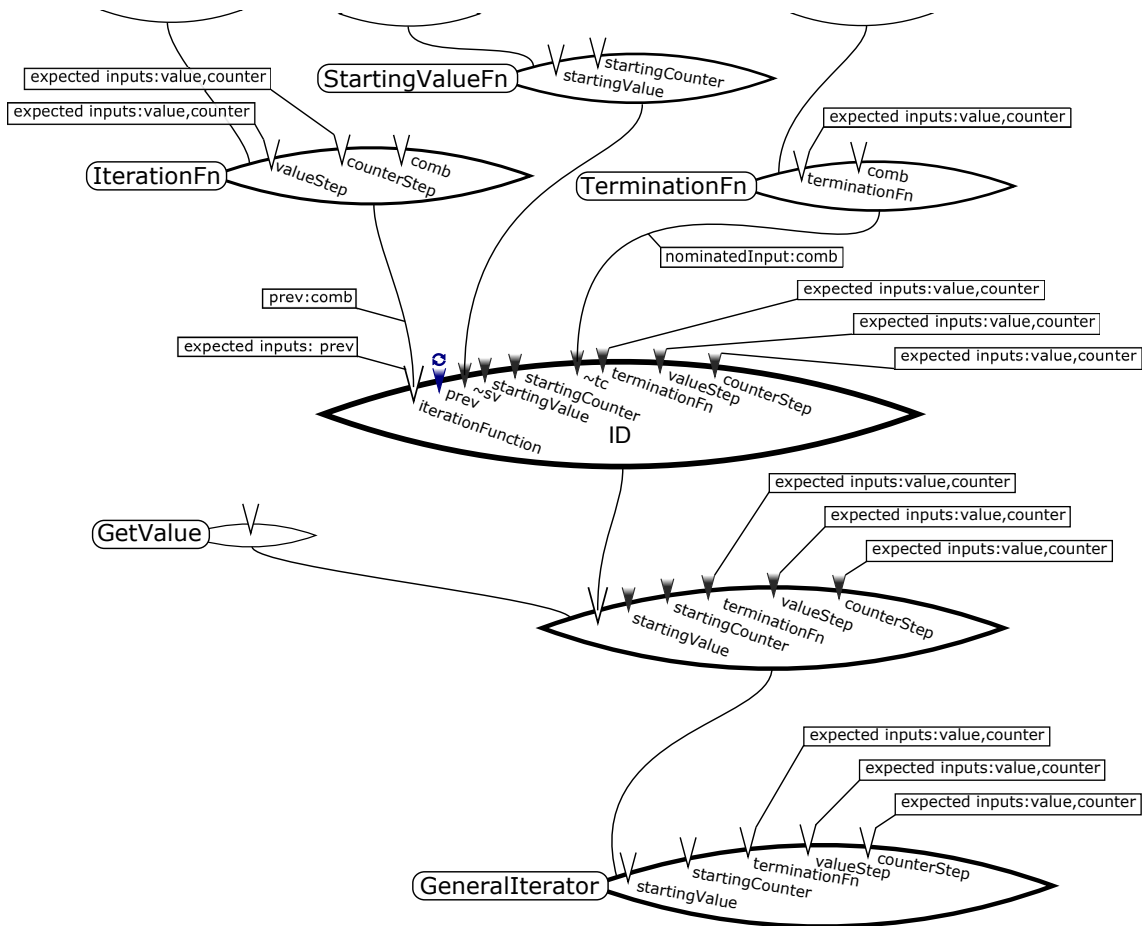 expected inputs:value,counter
expected inputs:value,counter
IterationFn
valueStep
counterStep
comb
StartingValueFn
startingValue
startingCounter
expected inputs:value,counter
TerminationFn
terminationFn
comb
nominatedInput:comb
prev:comb
expected inputs: prev
expected inputs:value,counter
expected inputs:value,counter
expected inputs:value,counter
iterationFunction
prev
~sv
startingValue
startingCounter
~tc
terminationFn
valueStep
counterStep
ID
GetValue
expected inputs:value,counter
expected inputs:value,counter
expected inputs:value,counter
startingValue
startingCounter
terminationFn
valueStep
counterStep
expected inputs:value,counter
expected inputs:value,counter
expected inputs:value,counter
GeneralIterator
startingValue
startingCounter
terminationFn
valueStep
counterStep